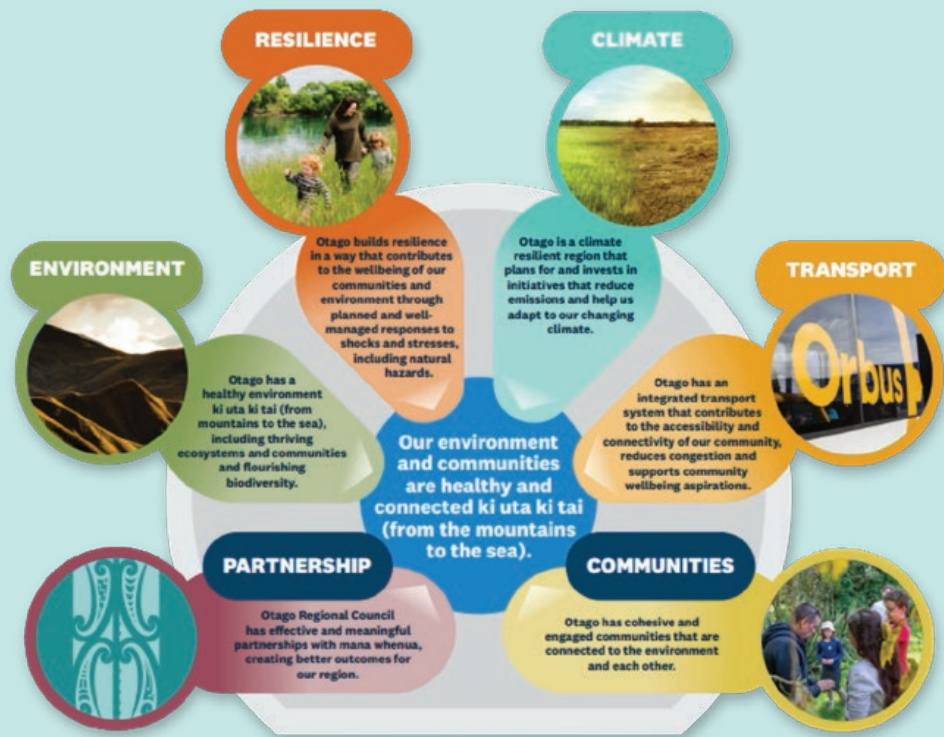 RESILIENCE
Otago builds resilience
in a way that contributes
to the wellbeing of our
communities and
environment through
planned and well-
managed responses to
shocks and stresses,
including natural
hazards.
CLIMATE
Otago is a climate
resilient region that
plans for and invests in
initiatives that reduce
emissions and help us
adapt to our changing
climate.
ENVIRONMENT
Otago has a
healthy environment
ki uta ki tai (from
mountains to the sea),
including thriving
ecosystems and communities
and flourishing
biodiversity.
TRANSPORT
Orbus
Otago has an
integrated transport
system that contributes
to the accessibility and
connectivity of our community,
reduces congestion and
supports community
wellbeing aspirations.
Our environment
and communities
are healthy and
connected ki uta ki tai
(from the mountains
to the sea).
PARTNERSHIP
Otago Regional Council
has effective and meaningful
partnerships with mana whenua,
creating better outcomes for
our region.
COMMUNITIES
Otago has cohesive and
engaged communities that are
connected to the environment
and each other.